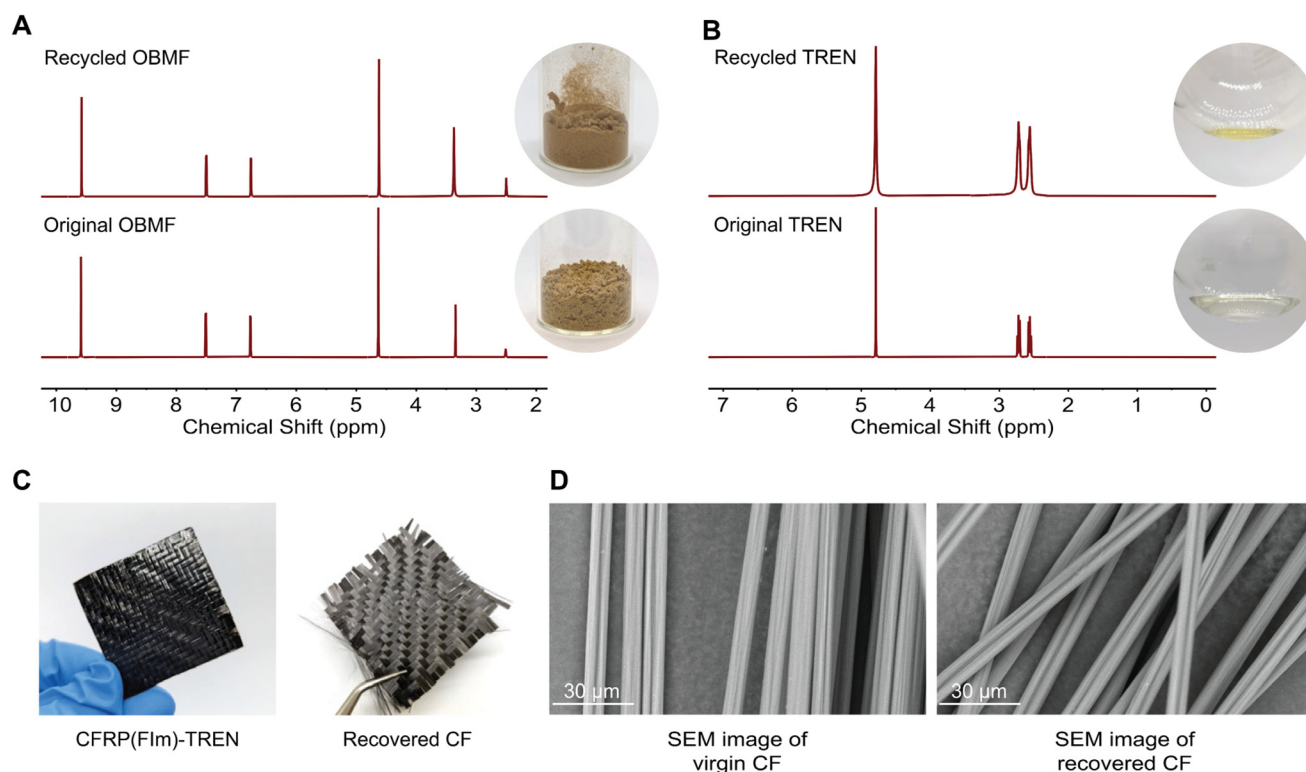 A
Recycled OBMF
Original OBMF
10 9 8 7 6 5 4 3 2
Chemical Shift (ppm)
B
Recycled TREN
Original TREN
7 6 5 4 3 2 1 0
Chemical Shift (ppm)
C
CFRP(FIm)-TREN
Recovered CF
D
30 μm
SEM image of
virgin CF
30 μm
SEM image of
recovered CF